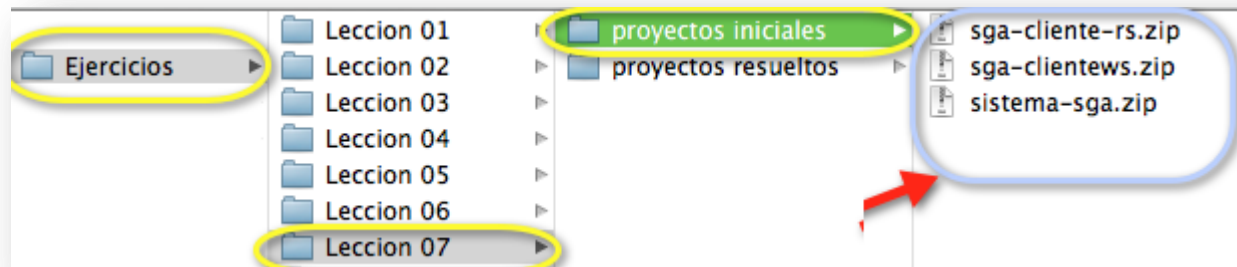 Ejercicios
Leccion 01
Leccion 02
Leccion 03
Leccion 04
Leccion 05
Leccion 06
Leccion 07
proyectos iniciales
proyectos resueltos
sga-cliente-rs.zip
sga-clientews.zip
sistema-sga.zip